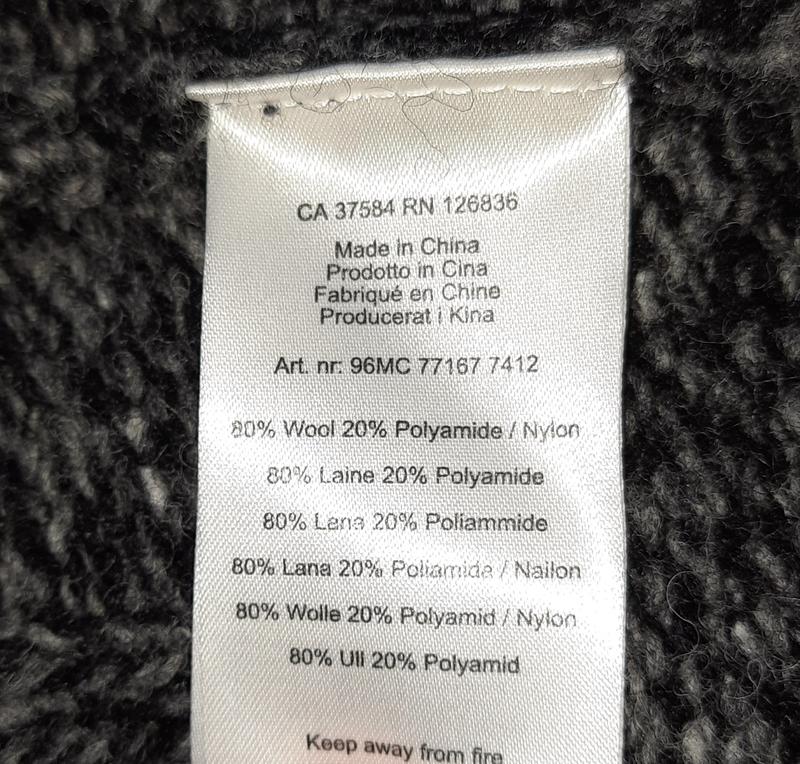 CA 37584 RN 126836
Made in China
Prodotto in Cina
Fabriqué en Chine
Producerat i Kina
Art. nr: 96MC 77167 7412
80% Wool 20% Polyamide / Nylon
80% Laine 20% Polyamide
80% Lana 20% Poliammide
80% Lana 20% Poliamida / Nailon
80% Wolle 20% Polyamid / Nylon
80% Ull 20% Polyamid
Keep away from fire